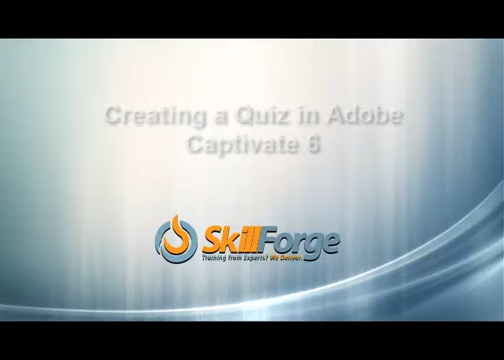 Creating a Quiz in Adobe
Captivate 6
SkillForge
Training from Experts? We Deliver.